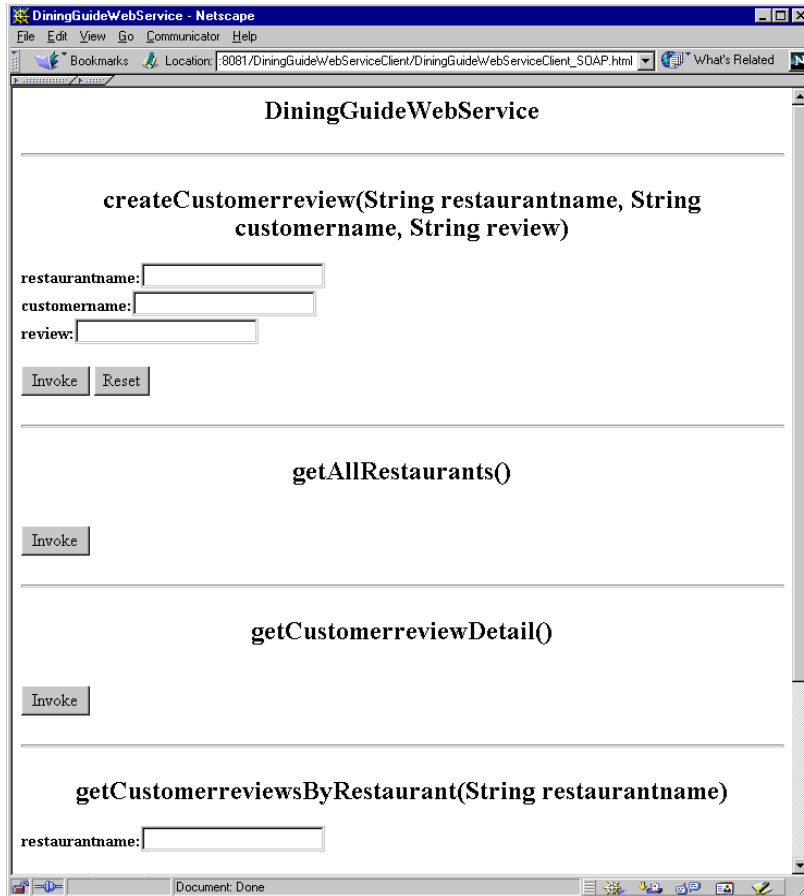 DiningGuideWebService - Netscape
File Edit View Go Communicator Help
Bookmarks Location: :8081/DiningGuideWebServiceClient/DiningGuideWebServiceClient_SOAP.html What's Related
DiningGuideWebService
createCustomerreview(String restaurantname, String
customername, String review)
restaurantname:
customername:
review:
Invoke Reset
getAllRestaurants()
Invoke
getCustomerreviewDetail()
Invoke
getCustomerreviewsByRestaurant(String restaurantname)
restaurantname:
Document: Done